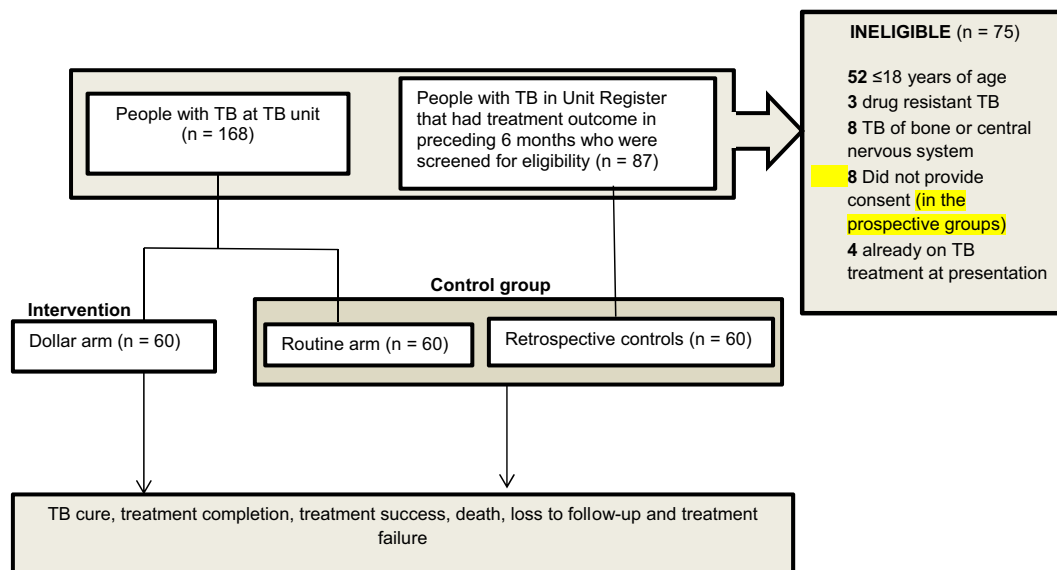 INELIGIBLE (n = 75)
52 ≤18 years of age
3 drug resistant TB
8 TB of bone or central
nervous system
8 Did not provide
consent (in the
prospective groups)
4 already on TB
treatment at presentation
People with TB at TB unit
(n = 168)
People with TB in Unit Register
that had treatment outcome in
preceding 6 months who were
screened for eligibility (n = 87)
Intervention
Dollar arm (n = 60)
Control group
Routine arm (n = 60)
Retrospective controls (n = 60)
TB cure, treatment completion, treatment success, death, loss to follow-up and treatment
failure